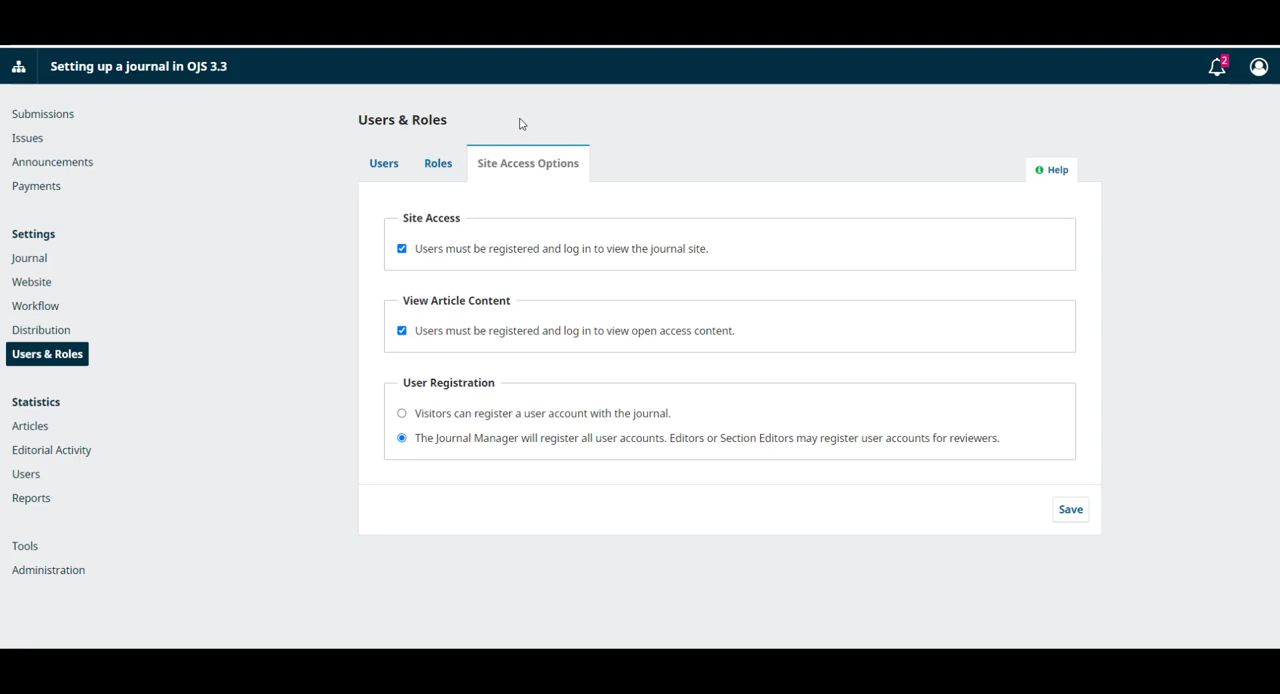 Setting up a journal in OJS 3.3
2
Submissions
Issues
Announcements
Payments
Settings
Journal
Website
Workflow
Distribution
Users & Roles
Statistics
Articles
Editorial Activity
Users
Reports
Tools
Administration
Users & Roles
Users Roles Site Access Options
Help
Site Access
Users must be registered and log in to view the journal site.
View Article Content
Users must be registered and log in to view open access content.
User Registration
Visitors can register a user account with the journal.
The Journal Manager will register all user accounts. Editors or Section Editors may register user accounts for reviewers.
Save